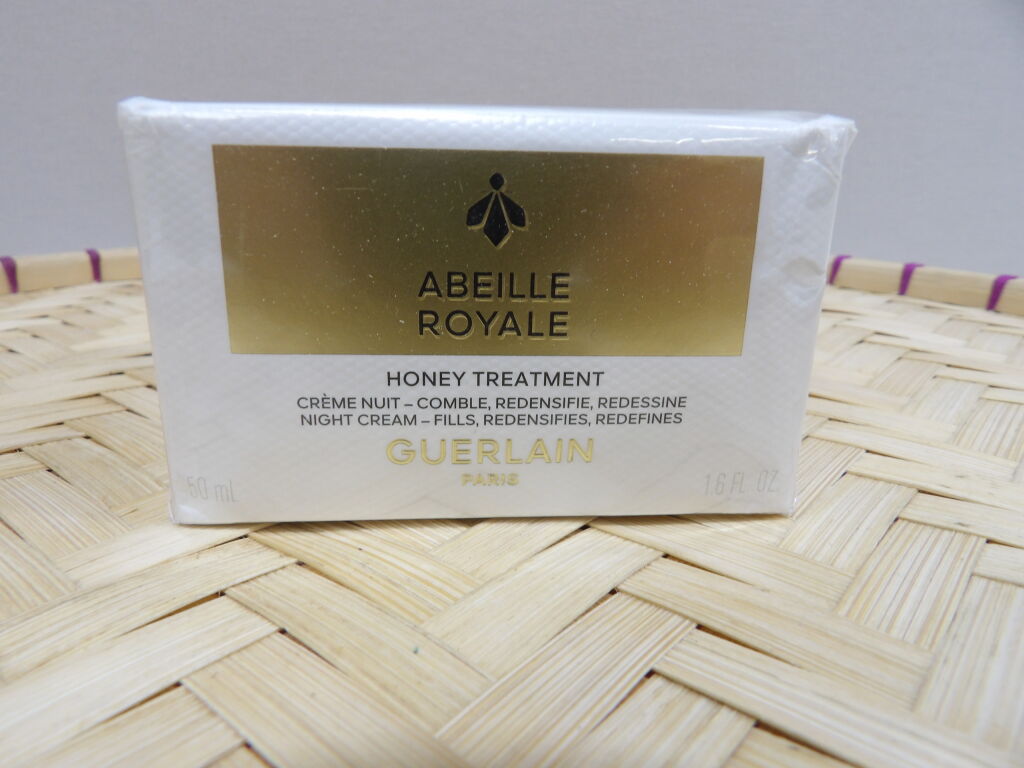 ABEILLE
ROYALE
HONEY TREATMENT
CRÈME NUIT – COMBLE, REDENSIFIE, REDESSINE
NIGHT CREAM – FILLS, REDENSIFIES, REDEFINES
GUERLAIN
PARIS
50 mL
1.6 FL. OZ.